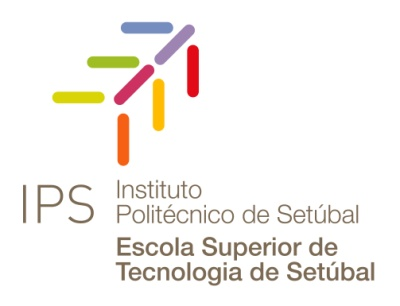 IPS
Instituto
Politécnico de Setúbal
Escola Superior de
Tecnologia de Setúbal